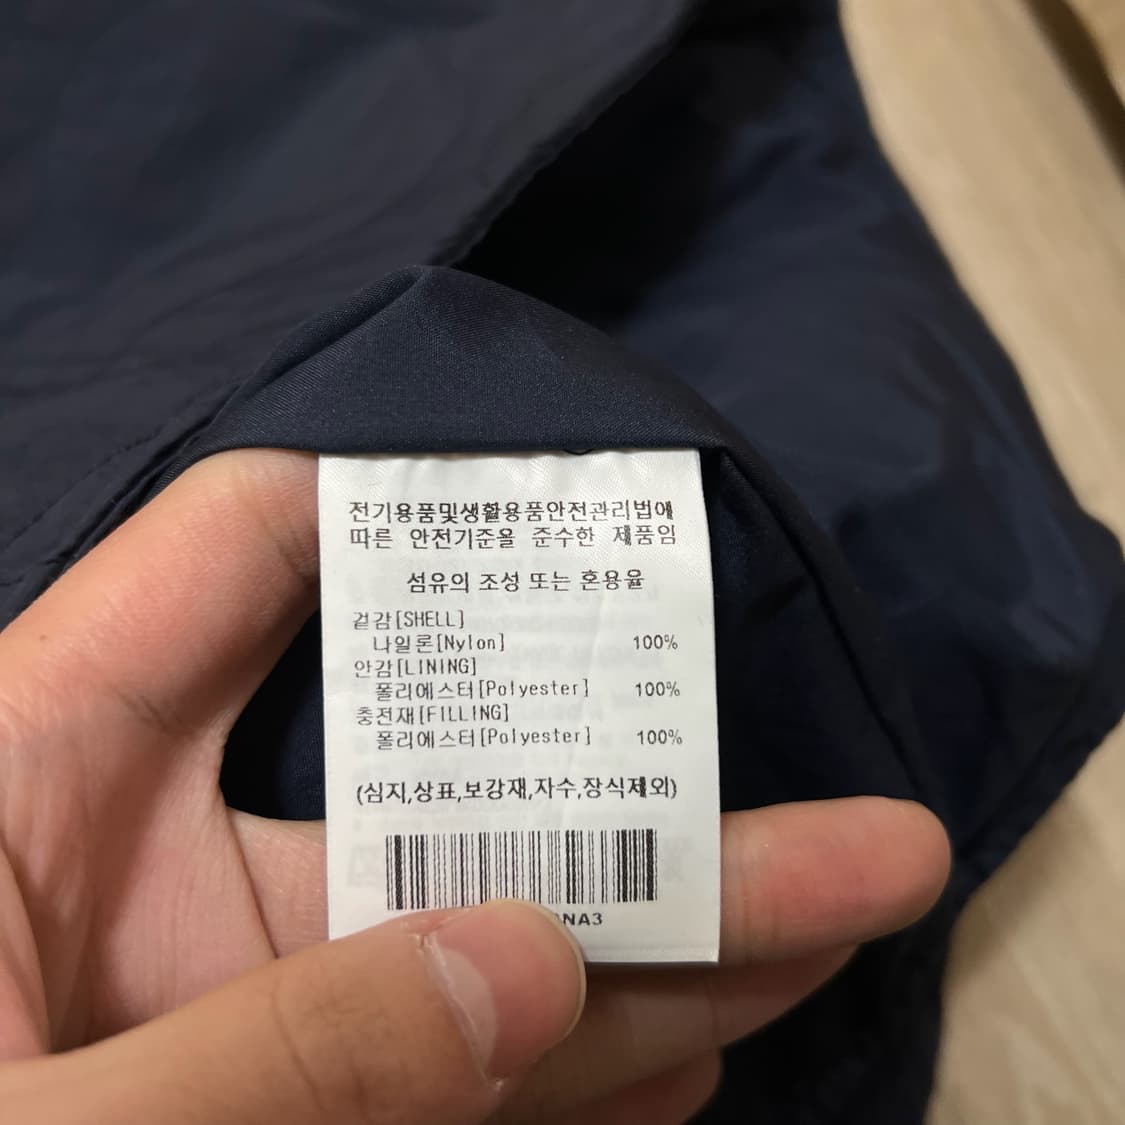 전기용품및생활용품안전관리법에
따른 안전기준을 준수한 제품임
섬유의 조성 또는 혼용율
겉감[SHELL]
나일론[Nylon] 100%
안감[LINING]
폴리에스터[Polyester] 100%
충전재[FILLING]
폴리에스터[Polyester] 100%
(심지,상표,보강재,자수,장식제외)
NA3